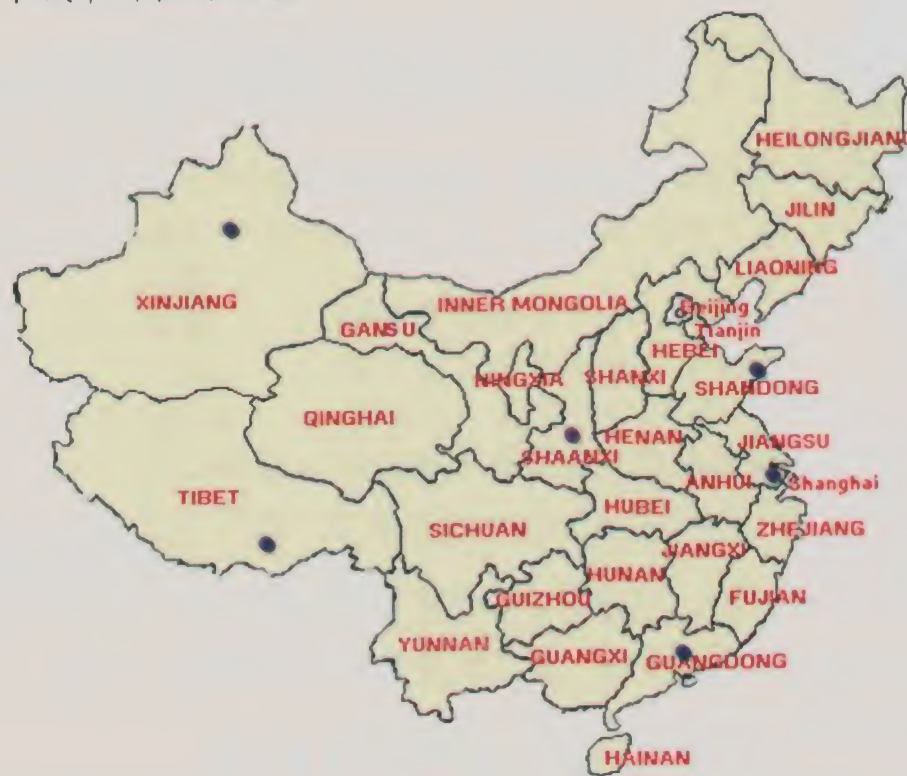 HEILONGJIANG
JILIN
LIAONING
XINJIANG
INNER MONGOLIA
Beijing
GANSU
Tianjin
HEBEI
NINGXIA
SHANXI
SHANDONG
QINGHAI
HENAN
JIANGSU
SHAANXI
ANHUI
Shanghai
TIBET
HUBEI
SICHUAN
ZHEJIANG
JIANGXI
HUNAN
GUIZHOU
FUJIAN
YUNNAN
GUANGXI
GUANGDONG
HAINAN